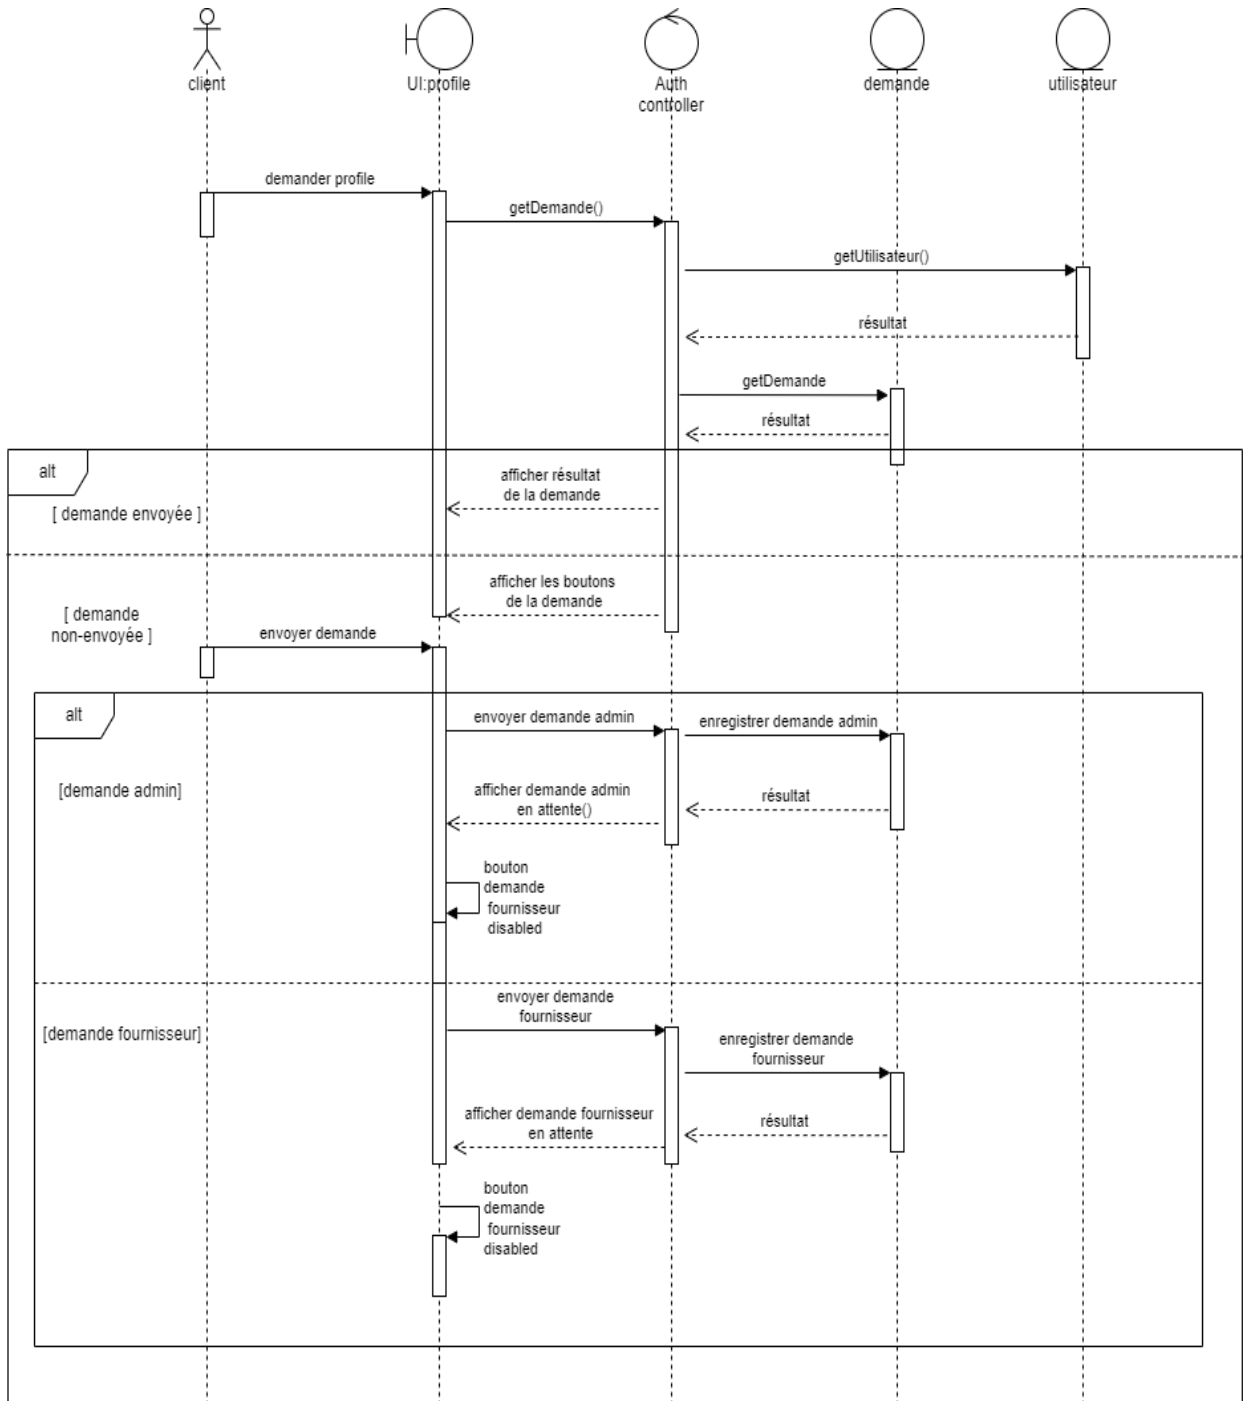 client
UI:profile
Auth
controller
demande
utilisateur
demander profile
getDemande()
getUtilisateur()
résultat
getDemande
résultat
alt
afficher résultat
de la demande
[ demande envoyée ]
afficher les boutons
de la demande
[ demande
non-envoyée ]
envoyer demande
alt
envoyer demande admin
enregistrer demande admin
[demande admin]
afficher demande admin
en attente()
résultat
bouton
demande
fournisseur
disabled
envoyer demande
fournisseur
[demande fournisseur]
enregistrer demande
fournisseur
afficher demande fournisseur
en attente
résultat
bouton
demande
fournisseur
disabled